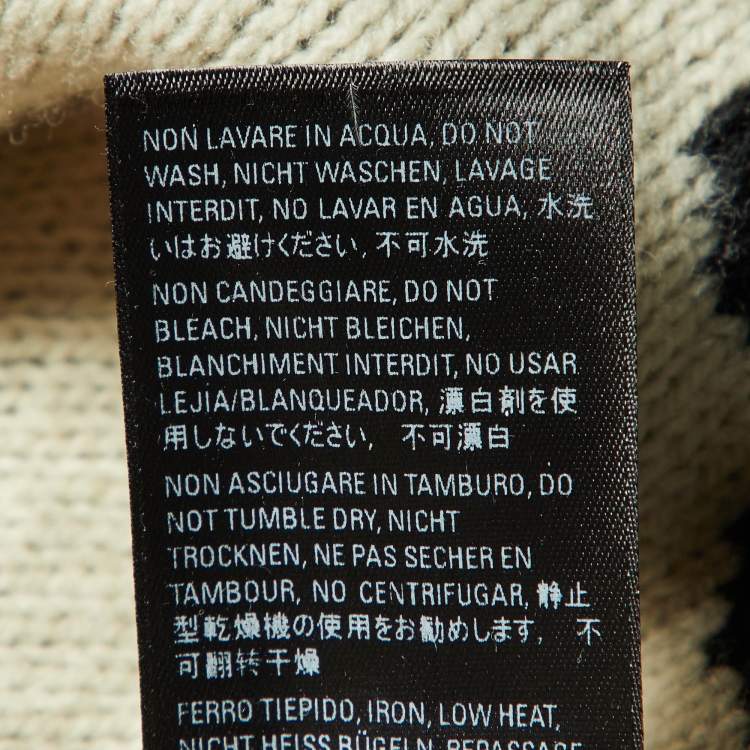 NON LAVARE IN ACQUA, DO NOT
WASH, NICHT WASCHEN, LAVAGE
INTERDIT, NO LAVAR EN AGUA, 水洗
いはお避けください, 不可水洗
NON CANDEGGIARE, DO NOT
BLEACH, NICHT BLEICHEN,
BLANCHIMENT INTERDIT, NO USAR
LEJIA/BLANQUEADOR, 漂白剤を使
用しないでください, 不可漂白
NON ASCIUGARE IN TAMBURO, DO
NOT TUMBLE DRY, NICHT
TROCKNEN, NE PAS SECHER EN
TAMBOUR, NO CENTRIFUGAR, 静止
型乾燥機の使用をお勧めします, 不
可翻转干燥
FERRO TIEPIDO, IRON, LOW HEAT,
NICHT HEISS BÜGELN, REPASSAGE